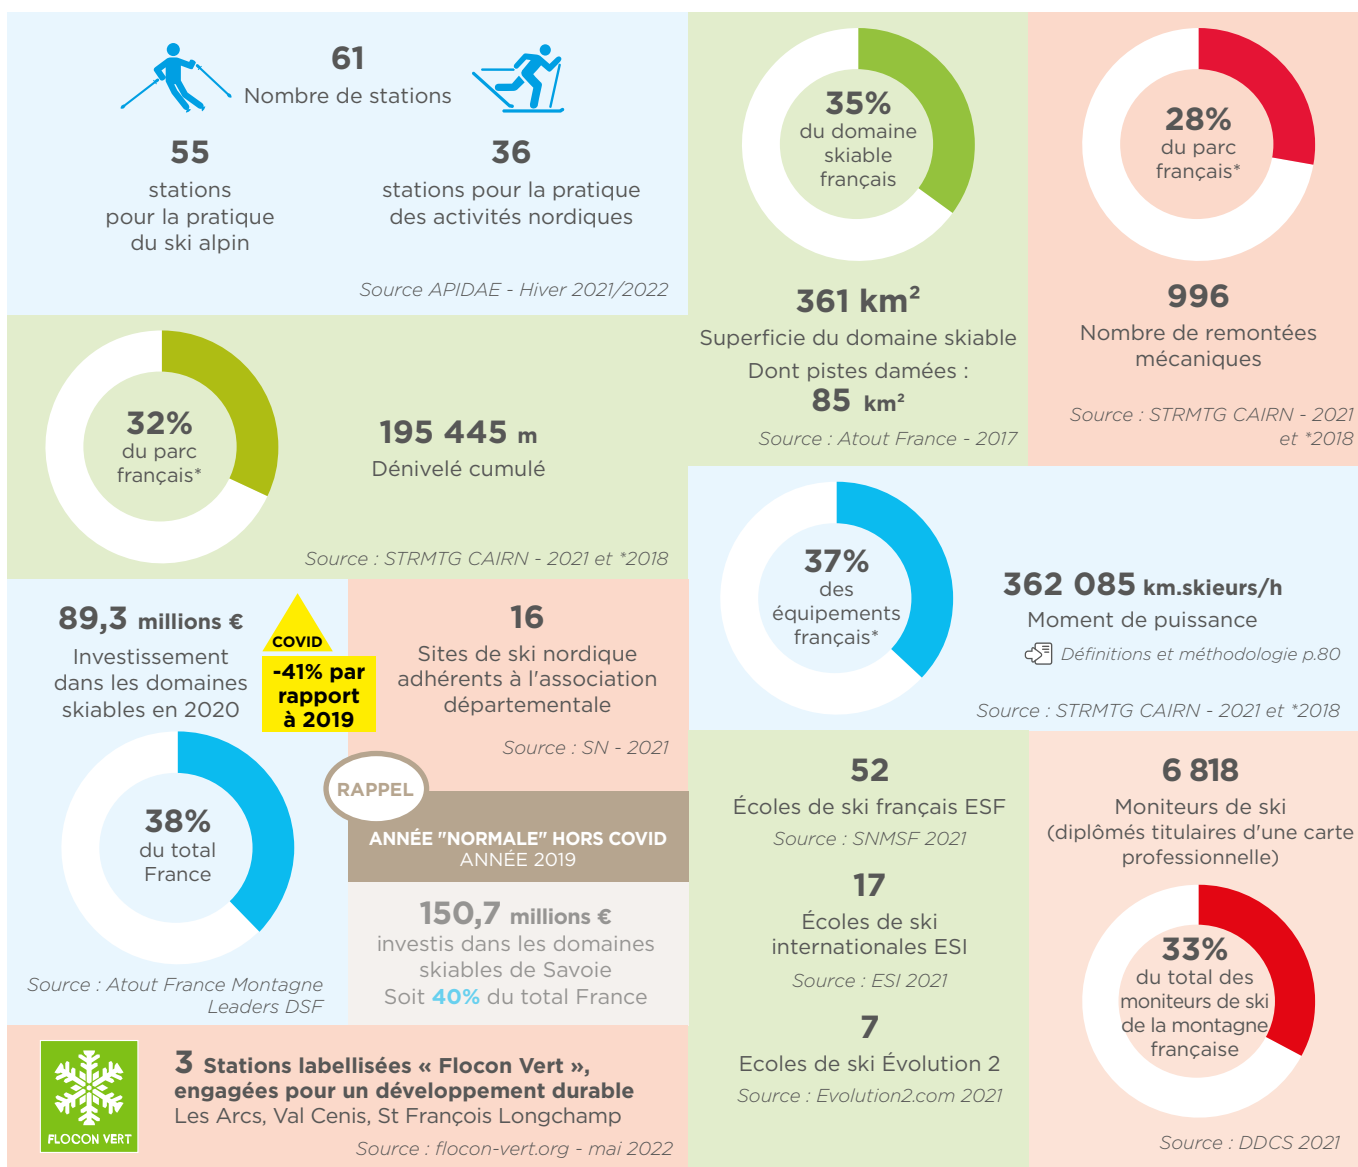 61
Nombre de stations
55
stations
pour la pratique
du ski alpin
36
stations pour la pratique
des activités nordiques
Source APIDAE - Hiver 2021/2022
35%
du domaine
skiable
français
361 km²
Superficie du domaine skiable
Dont pistes damées :
85 km²
Source : Atout France - 2017
28%
du parc
français*
996
Nombre de remontées
mécaniques
Source : STRMTG CAIRN - 2021
et *2018
32%
du parc
français*
195 445 m
Dénivelé cumulé
Source : STRMTG CAIRN - 2021 et *2018
37%
des
équipements
français*
362 085 km.skieurs/h
Moment de puissance
Définitions et méthodologie p.80
Source : STRMTG CAIRN - 2021 et *2018
89,3 millions €
Investissement
dans les domaines
skiables en 2020
COVID
-41% par
rapport
à 2019
38%
du total
France
Source : Atout France Montagne
Leaders DSF
16
Sites de ski nordique
adhérents à l'association
départementale
Source : SN - 2021
RAPPEL
ANNÉE "NORMALE" HORS COVID
ANNÉE 2019
150,7 millions €
investis dans les domaines
skiables de Savoie
Soit 40% du total France
52
Écoles de ski français ESF
Source : SNMSF 2021
17
Écoles de ski
internationales ESI
Source : ESI 2021
7
Ecoles de ski Évolution 2
Source : Evolution2.com 2021
6 818
Moniteurs de ski
(diplômés titulaires d'une carte
professionnelle)
33%
du total des
moniteurs de ski
de la montagne
française
Source : DDCS 2021
FLOCON VERT
3 Stations labellisées « Flocon Vert »,
engagées pour un développement durable
Les Arcs, Val Cenis, St François Longchamp
Source : flocon-vert.org - mai 2022